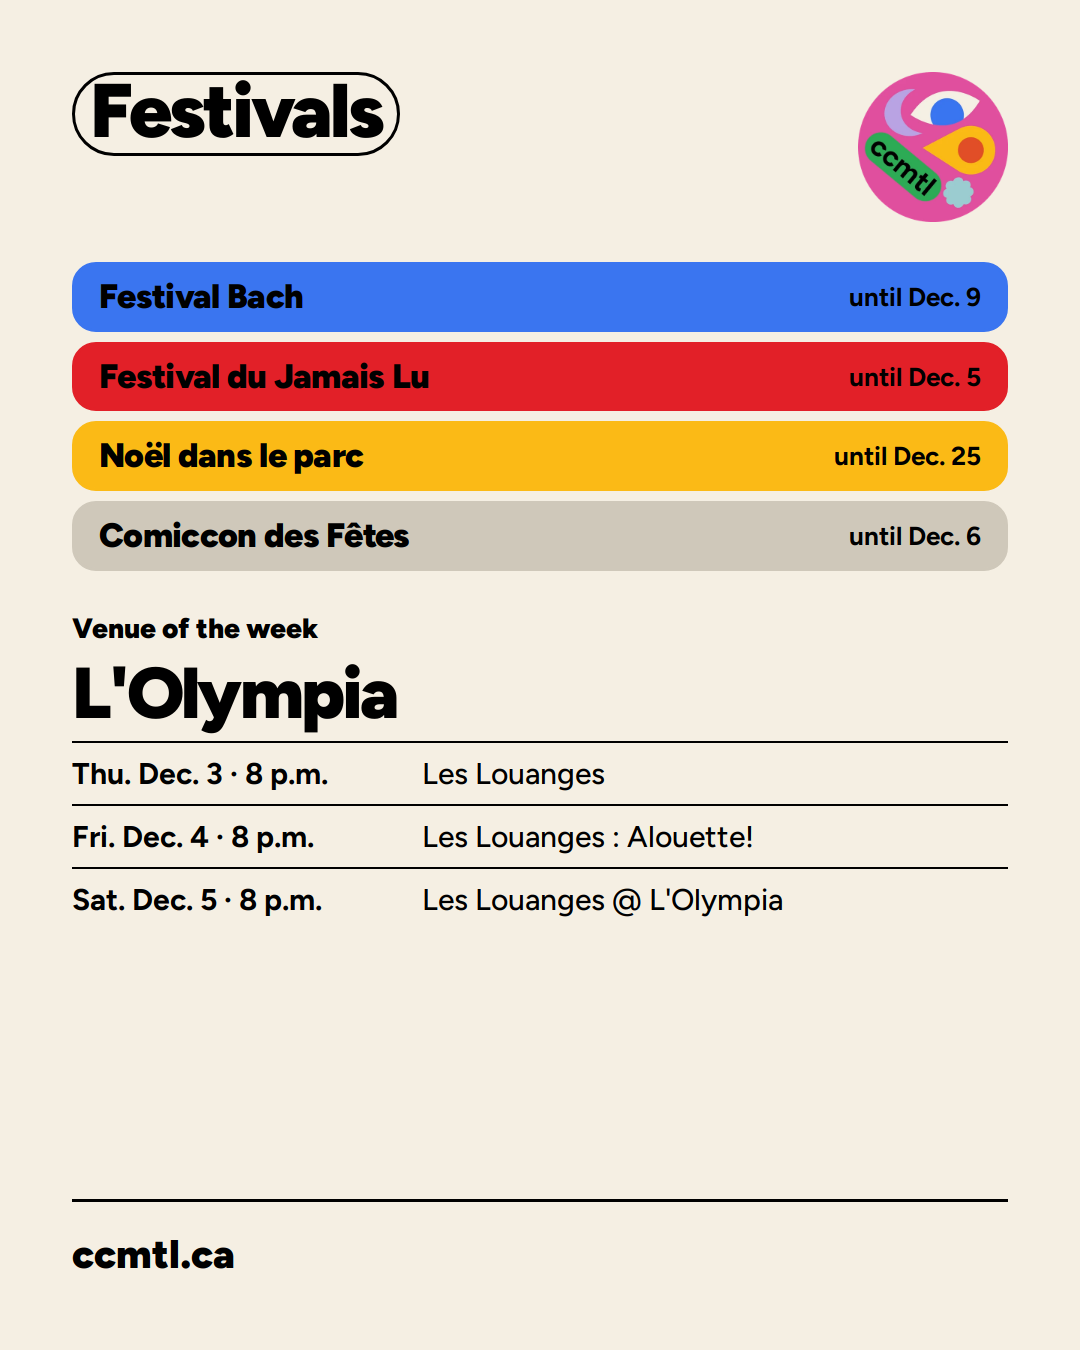 Festivals
ccmtl
Festival Bach until Dec. 9
Festival du Jamais Lu until Dec. 5
Noël dans le parc until Dec. 25
Comiccon des Fêtes until Dec. 6
Venue of the week
L'Olympia
Thu. Dec. 3 · 8 p.m. Les Louanges
Fri. Dec. 4 · 8 p.m. Les Louanges : Alouette!
Sat. Dec. 5 · 8 p.m. Les Louanges @ L'Olympia
ccmtl.ca